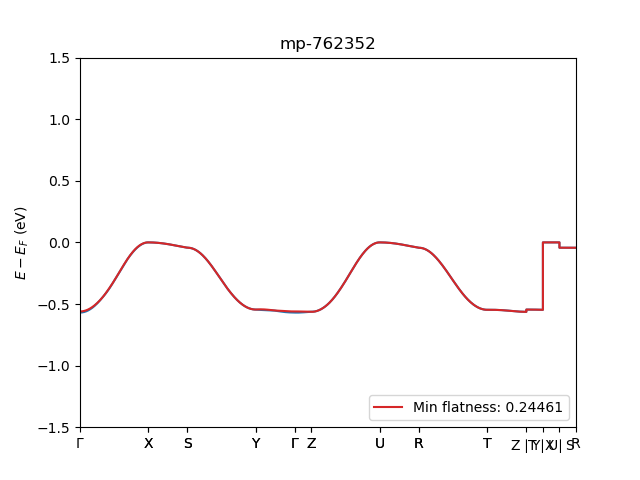 mp-762352
E − E_F (eV)
1.5
1.0
0.5
0.0
−0.5
−1.0
−1.5
Min flatness: 0.24461
Γ X S Y Γ Z U R T Z | T Y | X U | S R